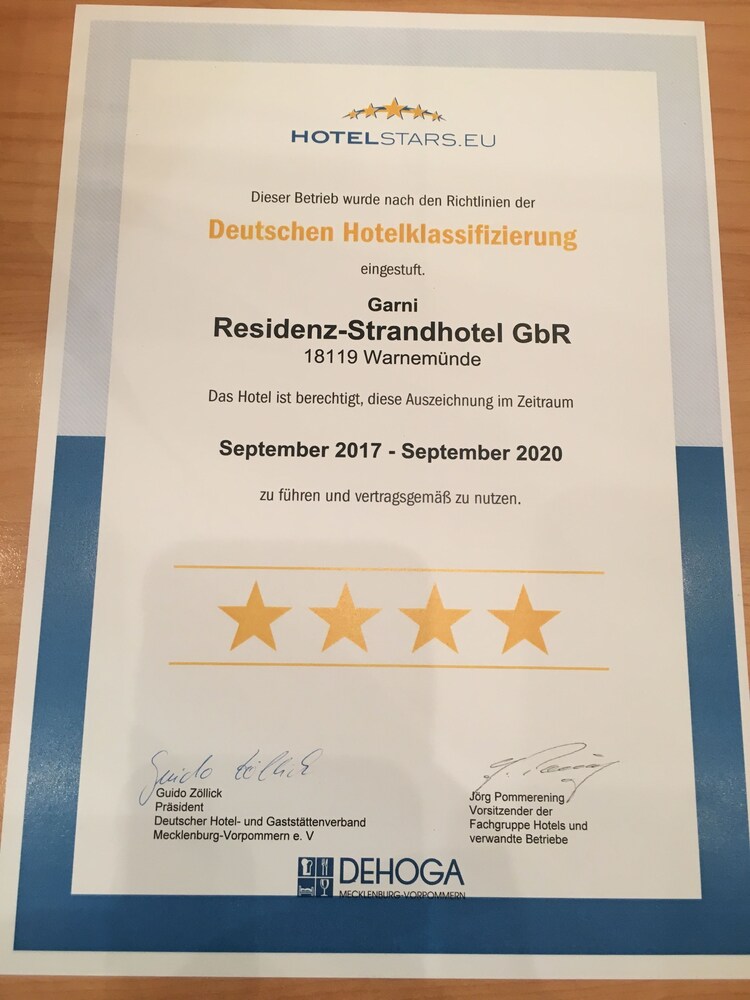 HOTELSTARS.EU
Dieser Betrieb wurde nach den Richtlinien der
Deutschen Hotelklassifizierung
eingestuft.
Garni
Residenz-Strandhotel GbR
18119 Warnemünde
Das Hotel ist berechtigt, diese Auszeichnung im Zeitraum
September 2017 - September 2020
zu führen und vertragsgemäß zu nutzen.
Guido Zöllick
Guido Zöllick
Präsident
Deutscher Hotel- und Gaststättenverband
Mecklenburg-Vorpommern e. V
Jörg Pommerening
Vorsitzender der
Fachgruppe Hotels und
verwandte Betriebe
DEHOGA
MECKLENBURG-VORPOMMERN